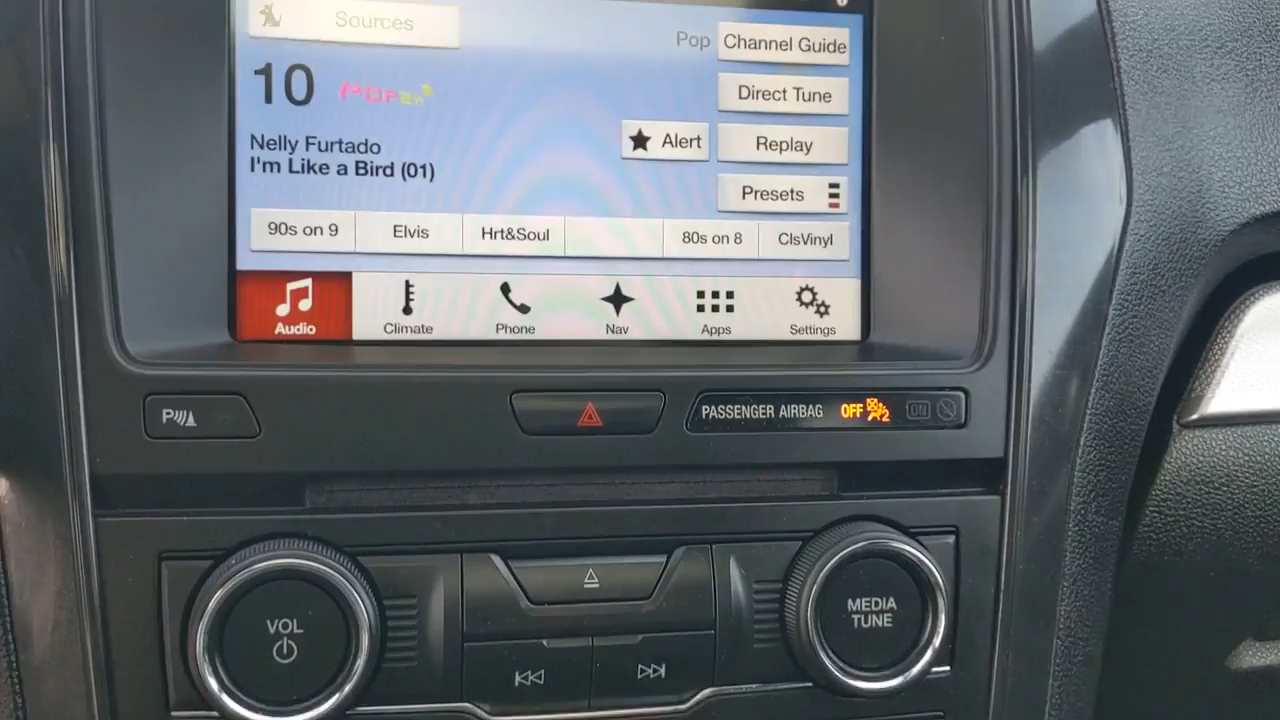 Sources
Pop
Channel Guide
10
POP2K
Direct Tune
Nelly Furtado
I'm Like a Bird (01)
Alert
Replay
Presets
90s on 9
Elvis
Hrt&Soul
80s on 8
ClsVinyl
Audio
Climate
Phone
Nav
Apps
Settings
P
PASSENGER AIRBAG OFF 2 ON
VOL
MEDIA
TUNE